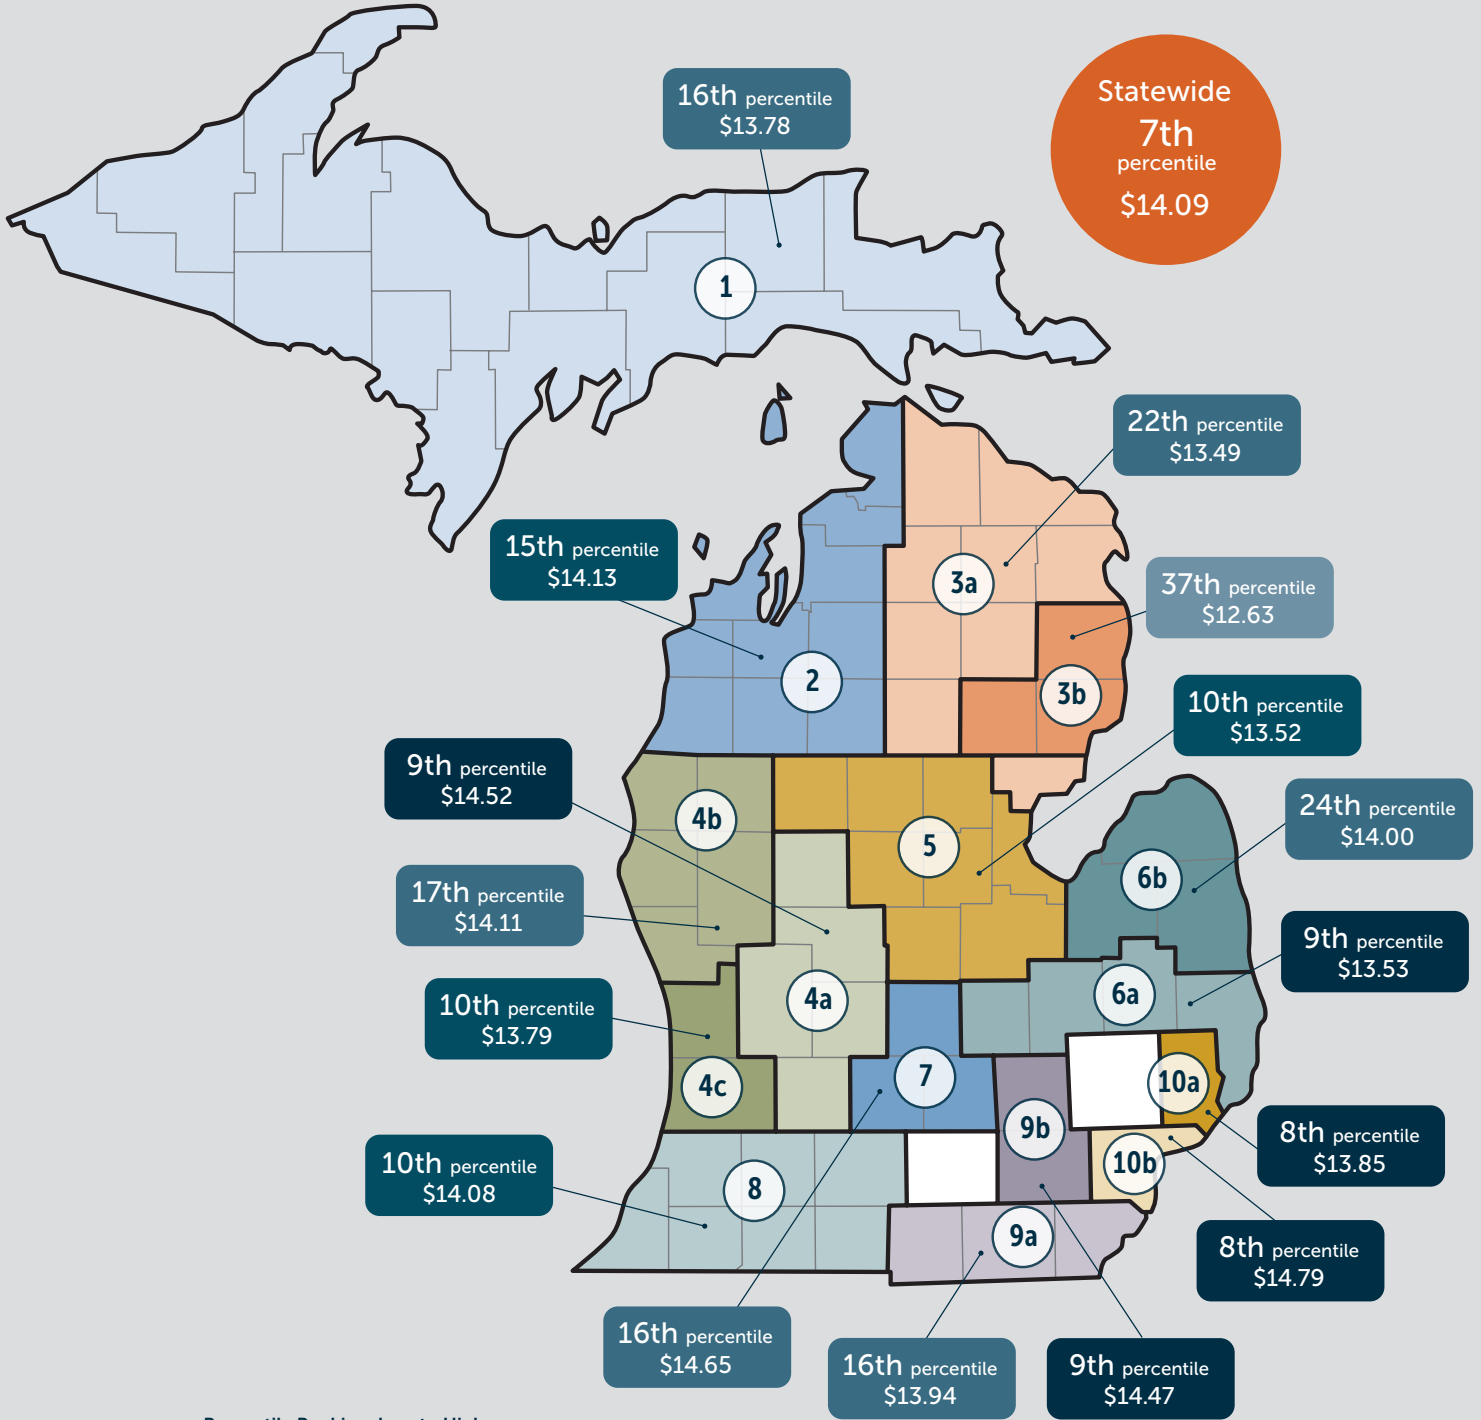 16th percentile
$13.78
Statewide
7th
percentile
$14.09
1
22th percentile
$13.49
15th percentile
$14.13
3a
37th percentile
$12.63
2
3b
10th percentile
$13.52
9th percentile
$14.52
4b
5
24th percentile
$14.00
6b
17th percentile
$14.11
9th percentile
$13.53
4a
6a
10th percentile
$13.79
4c
7
10a
9b
8th percentile
$13.85
10th percentile
$14.08
8
10b
9a
8th percentile
$14.79
16th percentile
$14.65
16th percentile
$13.94
9th percentile
$14.47